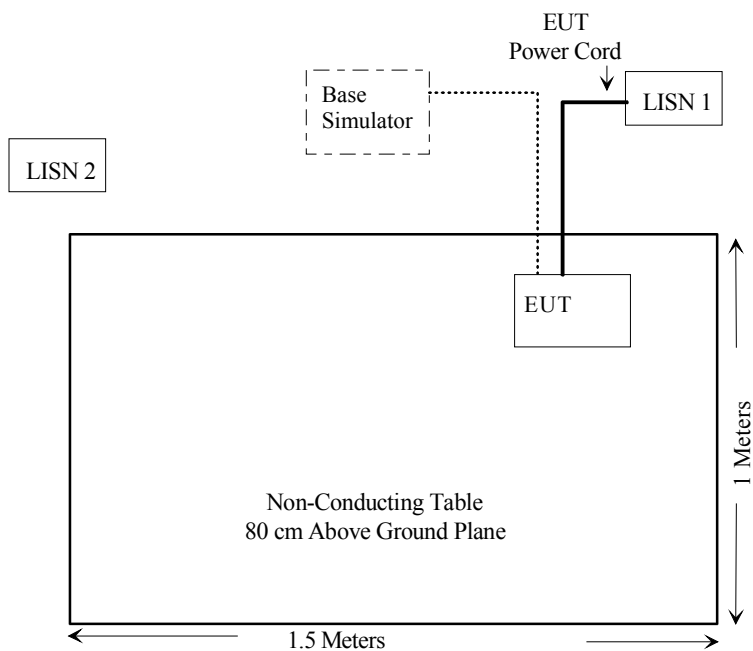 EUT
Power Cord
Base
Simulator
LISN 1
LISN 2
EUT
1 Meters
Non-Conducting Table
80 cm Above Ground Plane
1.5 Meters